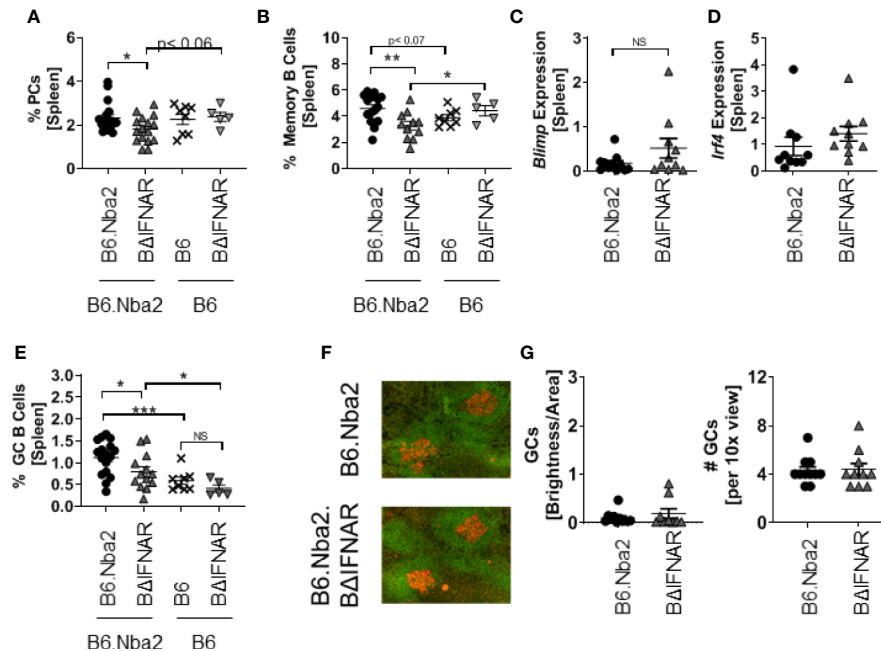 A
% PCs
[Spleen]
6
4
2
0
*
p< 0.06
B6.Nba2
BΔIFNAR
B6
BΔIFNAR
B6.Nba2
B6
B
% Memory B Cells
[Spleen]
10
8
6
4
2
0
p< 0.07
**
*
B6.Nba2
BΔIFNAR
B6
BΔIFNAR
B6.Nba2
B6
C
Blimp Expression
[Spleen]
3
2
1
0
NS
B6.Nba2
BΔIFNAR
D
Irf4 Expression
[Spleen]
5
4
3
2
1
0
B6.Nba2
BΔIFNAR
E
% GC B Cells
[Spleen]
3.0
2.5
2.0
1.5
1.0
0.5
0.0
*
*
***
NS
B6.Nba2
BΔIFNAR
B6
BΔIFNAR
B6.Nba2
B6
F
B6.Nba2
B6.Nba2.
BΔIFNAR
G
GCs
[Brightness/Area]
3
2
1
0
B6.Nba2
BΔIFNAR
# GCs
[per 10x view]
12
8
4
0
B6.Nba2
BΔIFNAR